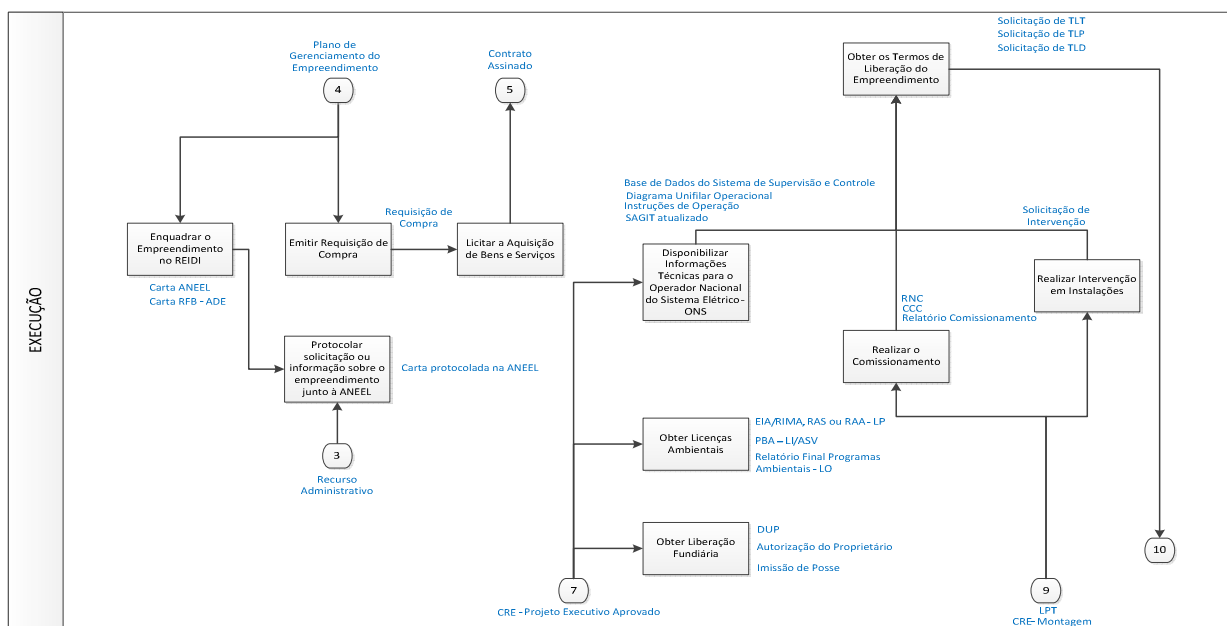 EXECUÇÃO
Plano de
Gerenciamento do
Empreendimento
4
Contrato
Assinado
5
Enquadrar o
Empreendimento
no REIDI
Carta ANEEL
Carta RFB - ADE
Emitir Requisição de
Compra
Requisição de
Compra
Licitar a Aquisição
de Bens e Serviços
Protocolar
solicitação ou
informação sobre o
empreendimento
junto à ANEEL
Carta protocolada na ANEEL
3
Recurso
Administrativo
Solicitação de TLT
Solicitação de TLP
Solicitação de TLD
Obter os Termos de
Liberação do
Empreendimento
Base de Dados do Sistema de Supervisão e Controle
Diagrama Unifilar Operacional
Instruções de Operação
SAGIT atualizado
Disponibilizar
Informações
Técnicas para o
Operador Nacional
do Sistema Elétrico-
ONS
Solicitação de
Intervenção
Realizar Intervenção
em Instalações
RNC
CCC
Relatório Comissionamento
Realizar o
Comissionamento
Obter Licenças
Ambientais
EIA/RIMA, RAS ou RAA - LP
PBA – LI/ASV
Relatório Final Programas
Ambientais - LO
Obter Liberação
Fundiária
DUP
Autorização do Proprietário
Imissão de Posse
7
CRE - Projeto Executivo Aprovado
9
LPT
CRE- Montagem
10